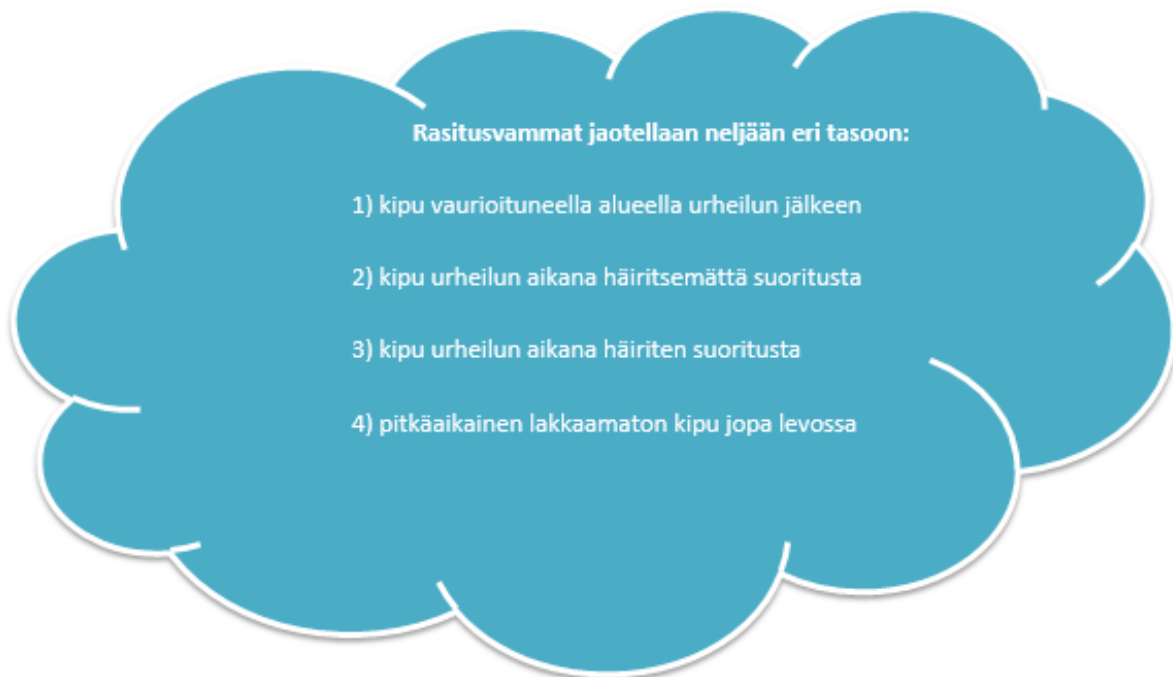 Rasitusvammat jaotellaan neljään eri tasoon:
1) kipu vaurioituneella alueella urheilun jälkeen
2) kipu urheilun aikana häiritsemättä suoritusta
3) kipu urheilun aikana häiriten suoritusta
4) pitkäaikainen lakkaamaton kipu jopa levossa